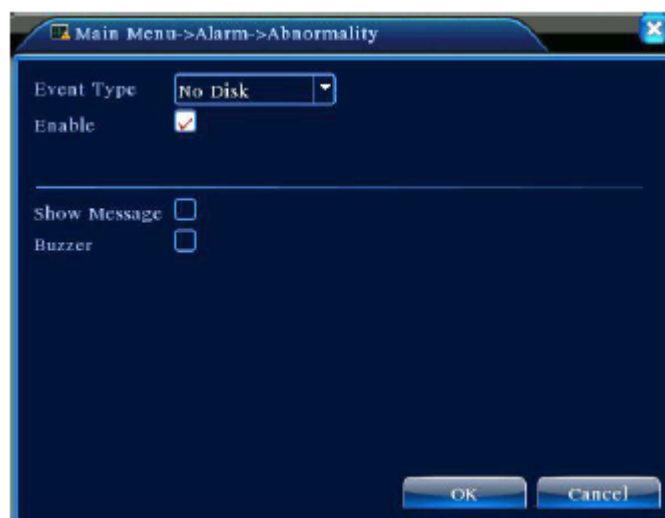 Main Menu->Alarm->Abnormality
Event Type No Disk
Enable
Show Message
Buzzer
OK Cancel